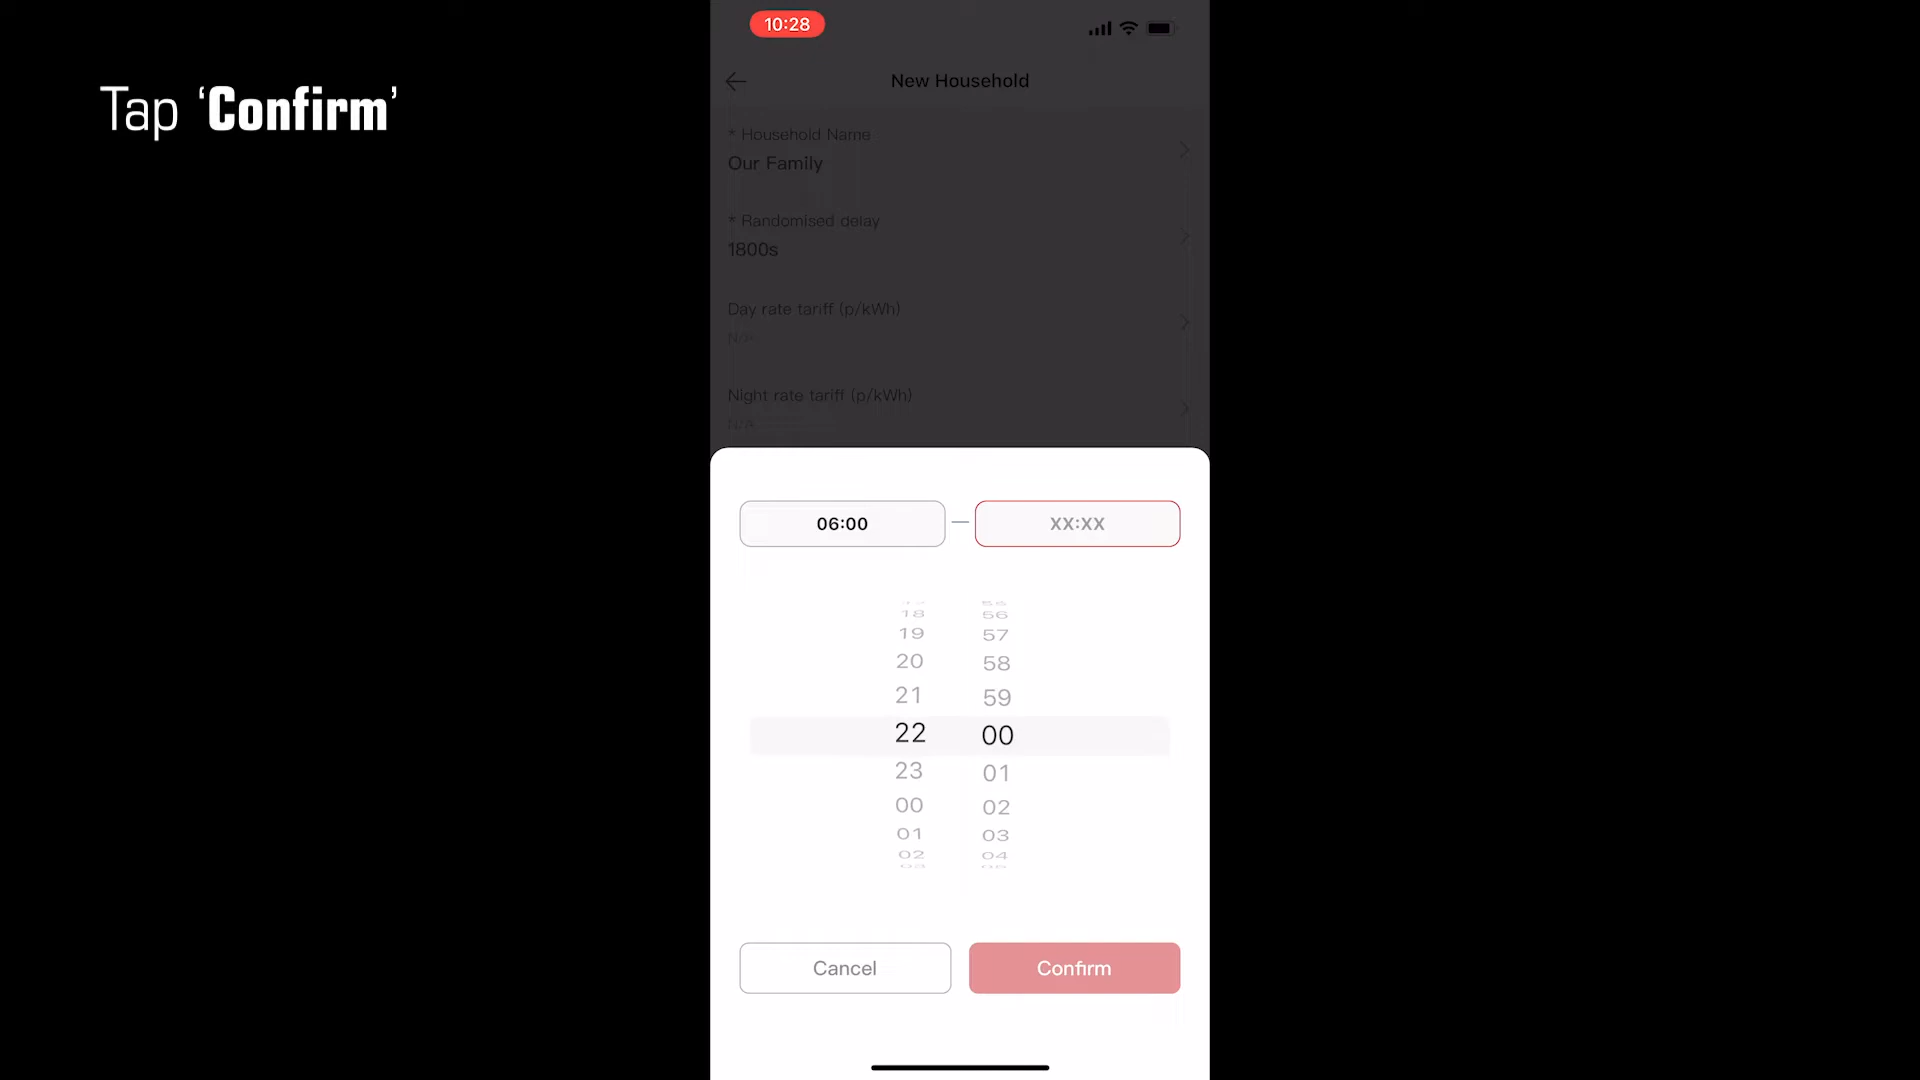 Tap ‘Confirm’
10:28
New Household
* Household Name
Our Family
* Randomised delay
1800s
Day rate tariff (p/kWh)
N/A
Night rate tariff (p/kWh)
N/A
06:00 — XX:XX
18 56
19 57
20 58
21 59
22 00
23 01
00 02
01 03
02 04
Cancel Confirm